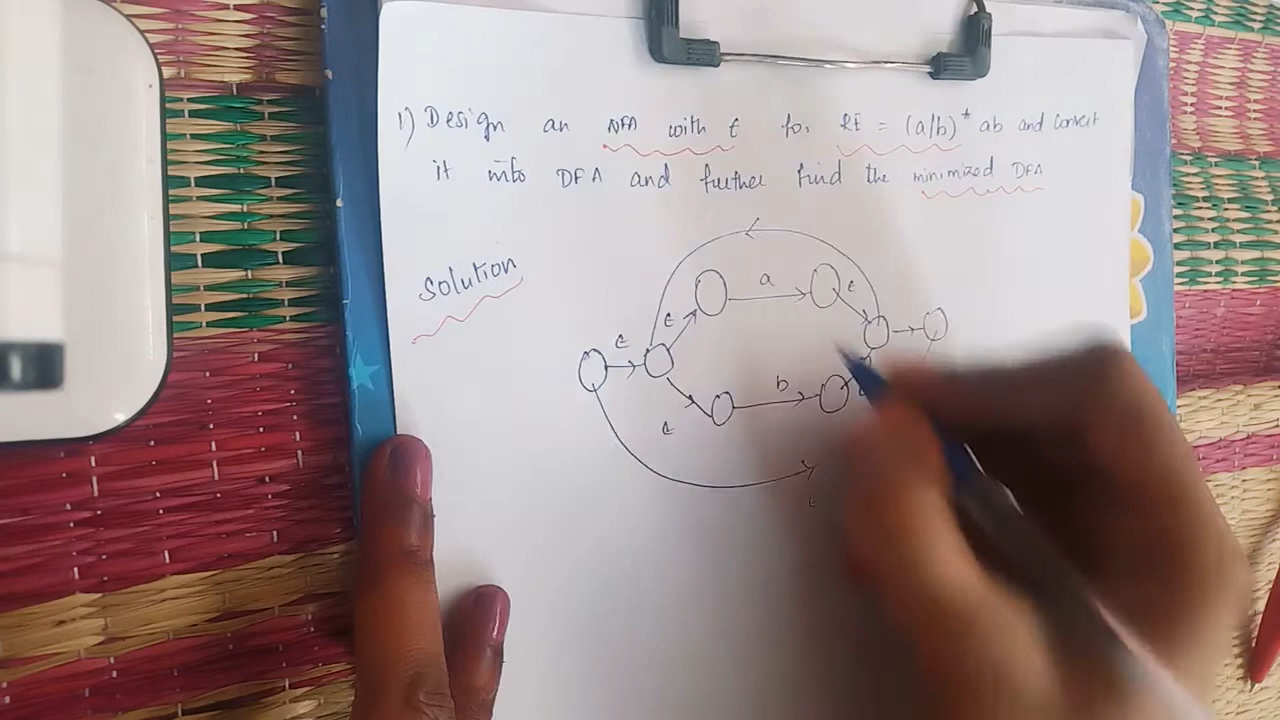 1) Design an NFA with ε for RE = (a/b)* ab and convert
it into DFA and further find the minimized DFA
Solution
a
ε
ε
ε
b
ε
ε